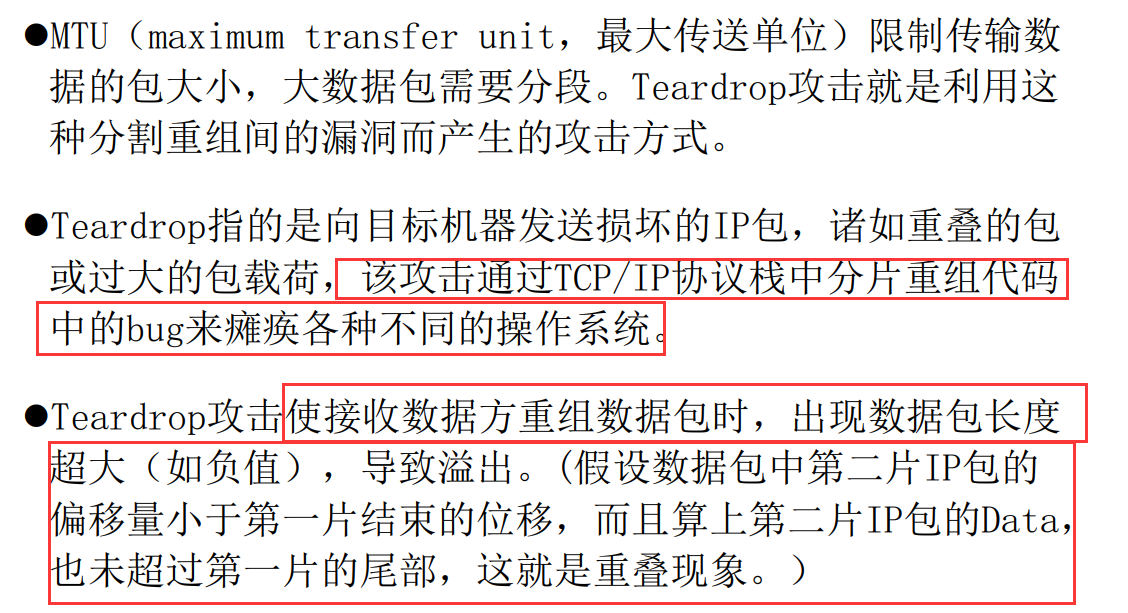 ●MTU（maximum transfer unit，最大传送单位）限制传输数
据的包大小，大数据包需要分段。Teardrop攻击就是利用这
种分割重组间的漏洞而产生的攻击方式。
●Teardrop指的是向目标机器发送损坏的IP包，诸如重叠的包
或过大的包载荷，该攻击通过TCP/IP协议栈中分片重组代码
中的bug来瘫痪各种不同的操作系统。
●Teardrop攻击使接收数据方重组数据包时，出现数据包长度
超大（如负值），导致溢出。(假设数据包中第二片IP包的
偏移量小于第一片结束的位移，而且算上第二片IP包的Data，
也未超过第一片的尾部，这就是重叠现象。）